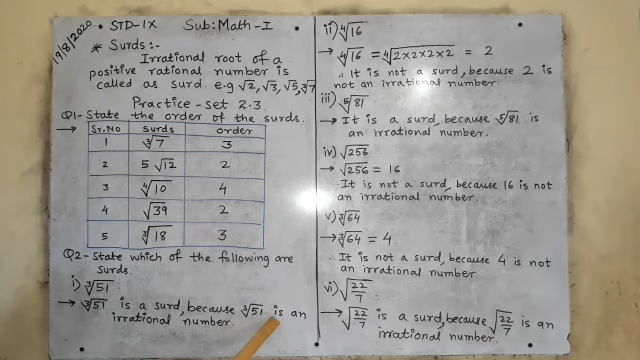 19/8/2020
STD-IX Sub: Math-I
* Surds:-
Irrational root of a
positive rational number is
called as surd. e.g √2, √3, √5, ∛7
Practice-Set 2.3
Q1-State the order of the surds.
→ Sr.No surds order
1 ∛7 3
2 5√12 2
3 ∜10 4
4 √39 2
5 ∛18 3
Q2-State which of the following are
surds.
i) ∛51
→ ∛51 is a surd, because ∛51 is an
irrational number.
ii) ∜16
→ ∜16 = ∜2×2×2×2 = 2
∴ It is not a surd, because 2 is
not an irrational number.
iii) ⁵√81
→ It is a surd, because ⁵√81 is
an irrational number.
iv) √256
→ √256 = 16
∴ It is not a surd, because 16 is not
an irrational number.
v) ∛64
→ ∛64 = 4
∴ It is not a surd, because 4 is not
an irrational number.
vi) √22/7
→ √22/7 is a surd, because √22/7 is an
irrational number.